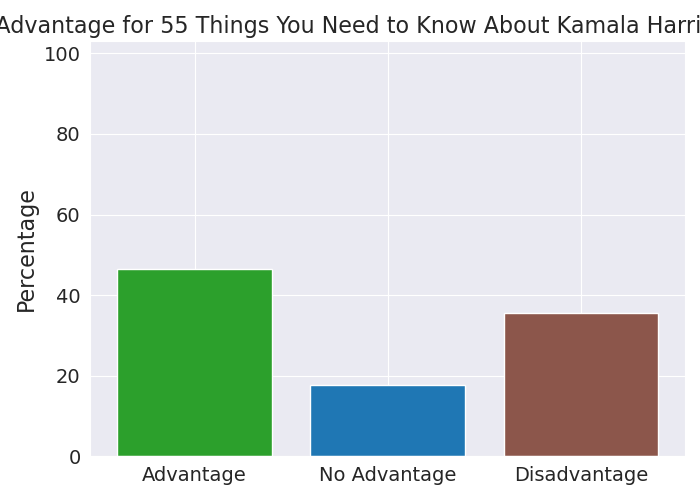 Advantage for 55 Things You Need to Know About Kamala Harri
100
80
60
40
20
0
Percentage
Advantage No Advantage Disadvantage